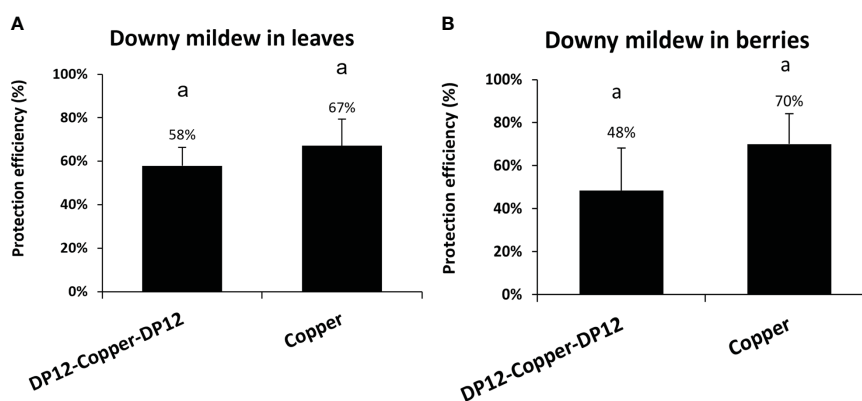 A
Downy mildew in leaves
Protection efficiency (%)
100%
80%
60%
40%
20%
0%
a
58%
a
67%
DP12-Copper-DP12
Copper
B
Downy mildew in berries
Protection efficiency (%)
100%
80%
60%
40%
20%
0%
a
48%
a
70%
DP12-Copper-DP12
Copper